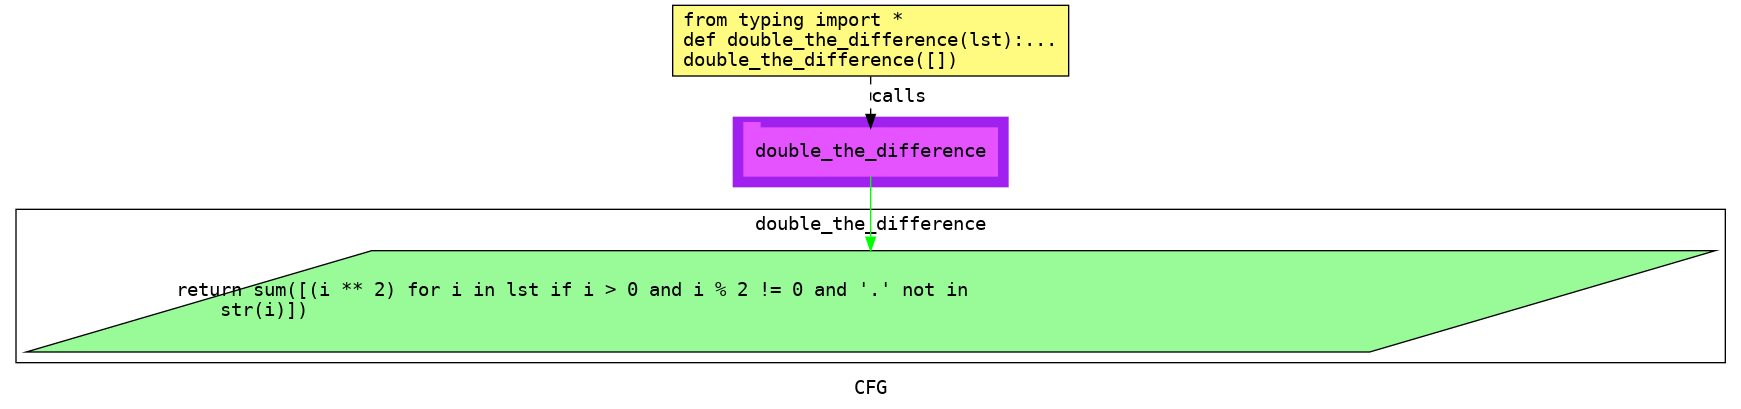 from typing import *
def double_the_difference(lst):...
double_the_difference([])
calls
double_the_difference
double_the_difference
return sum([(i ** 2) for i in lst if i > 0 and i % 2 != 0 and '.' not in
    str(i)])
CFG